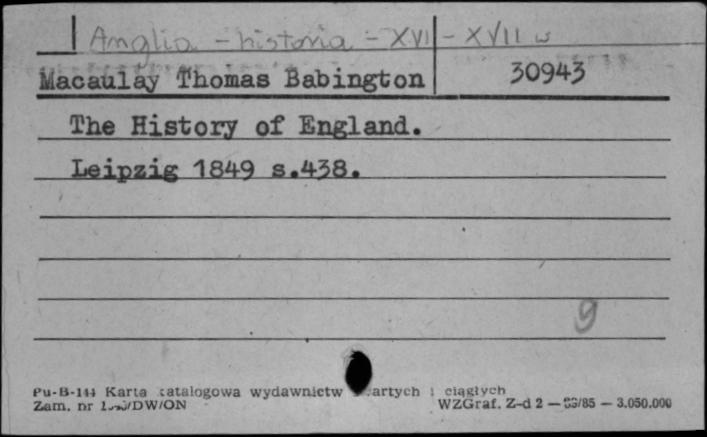 Anglia - historia - XVI - XVII w
Macaulay Thomas Babington 30943
The History of England.
Leipzig 1849 s.438.
9
Pu-B-144 Karta katalogowa wydawnictw zwartych i ciągłych
Zam. nr /DW/ON WZGraf. Z-d 2 — /85 — 3.050.000